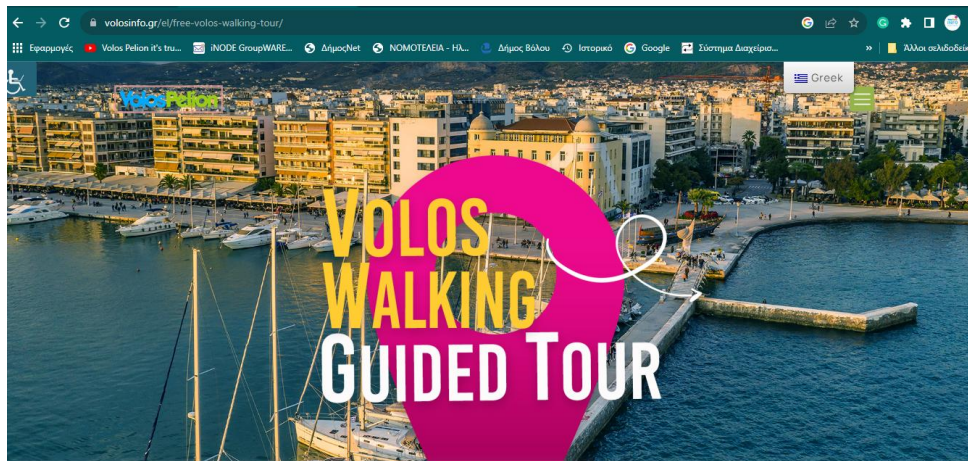 volosinfo.gr/el/free-volos-walking-tour/
Εφαρμογές Volos Pelion it's tru... iNODE GroupWARE... ΔήμοςNet ΝΟΜΟΤΕΛΕΙΑ - Ηλ... Δήμος Βόλου Ιστορικό Google Σύστημα Διαχείρισ... » Άλλοι σελιδοδείκ
VolosPelion
Greek
VOLOS
WALKING
GUIDED TOUR